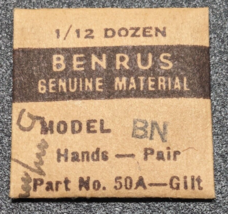 1/12 DOZEN
BENRUS
GENUINE MATERIAL
MODEL BN
Hands — Pair
Part No. 50A—Gilt